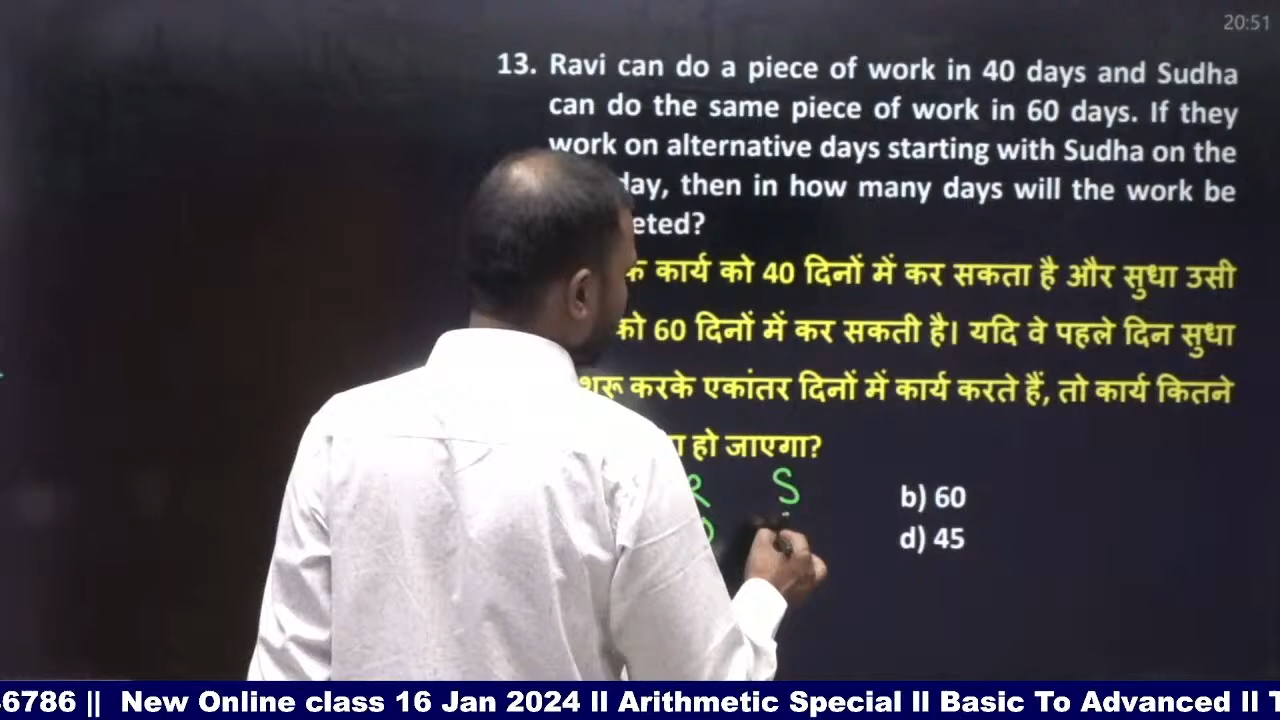 20:51
13. Ravi can do a piece of work in 40 days and Sudha
can do the same piece of work in 60 days. If they
work on alternative days starting with Sudha on the
day, then in how many days will the work be
eted?
कार्य को 40 दिनों में कर सकता है और सुधा उसी
को 60 दिनों में कर सकती है। यदि वे पहले दिन सुधा
करके एकांतर दिनों में कार्य करते हैं, तो कार्य कितने
हो जाएगा?
R S
b) 60
d) 45
6786 || New Online class 16 Jan 2024 ll Arithmetic Special ll Basic To Advanced ll T